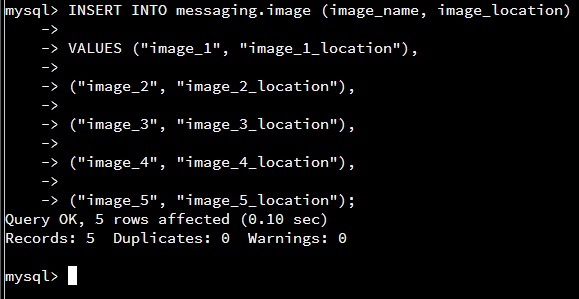 mysql> INSERT INTO messaging.image (image_name, image_location)
    ->
    -> VALUES ("image_1", "image_1_location"),
    ->
    -> ("image_2", "image_2_location"),
    ->
    -> ("image_3", "image_3_location"),
    ->
    -> ("image_4", "image_4_location"),
    ->
    -> ("image_5", "image_5_location");
Query OK, 5 rows affected (0.10 sec)
Records: 5  Duplicates: 0  Warnings: 0
mysql>